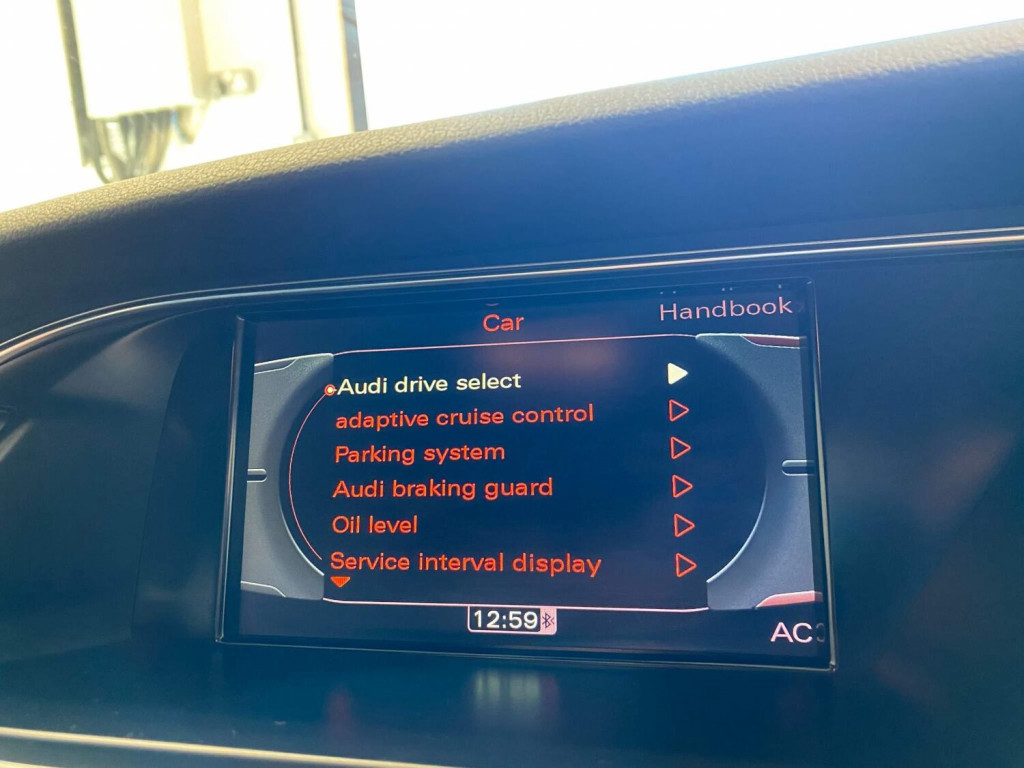 Car
Handbook
Audi drive select
adaptive cruise control
Parking system
Audi braking guard
Oil level
Service interval display
12:59
AC